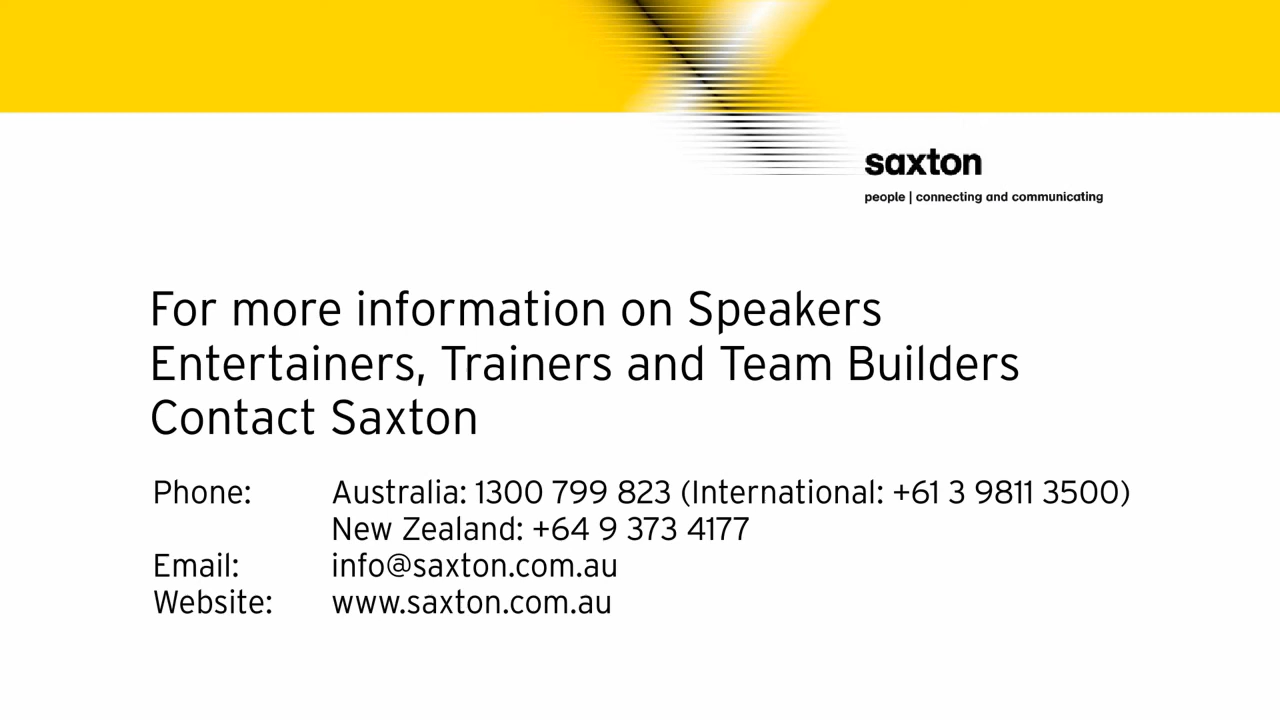 saxton
people | connecting and communicating
For more information on Speakers
Entertainers, Trainers and Team Builders
Contact Saxton
Phone: Australia: 1300 799 823 (International: +61 3 9811 3500)
New Zealand: +64 9 373 4177
Email: info@saxton.com.au
Website: www.saxton.com.au